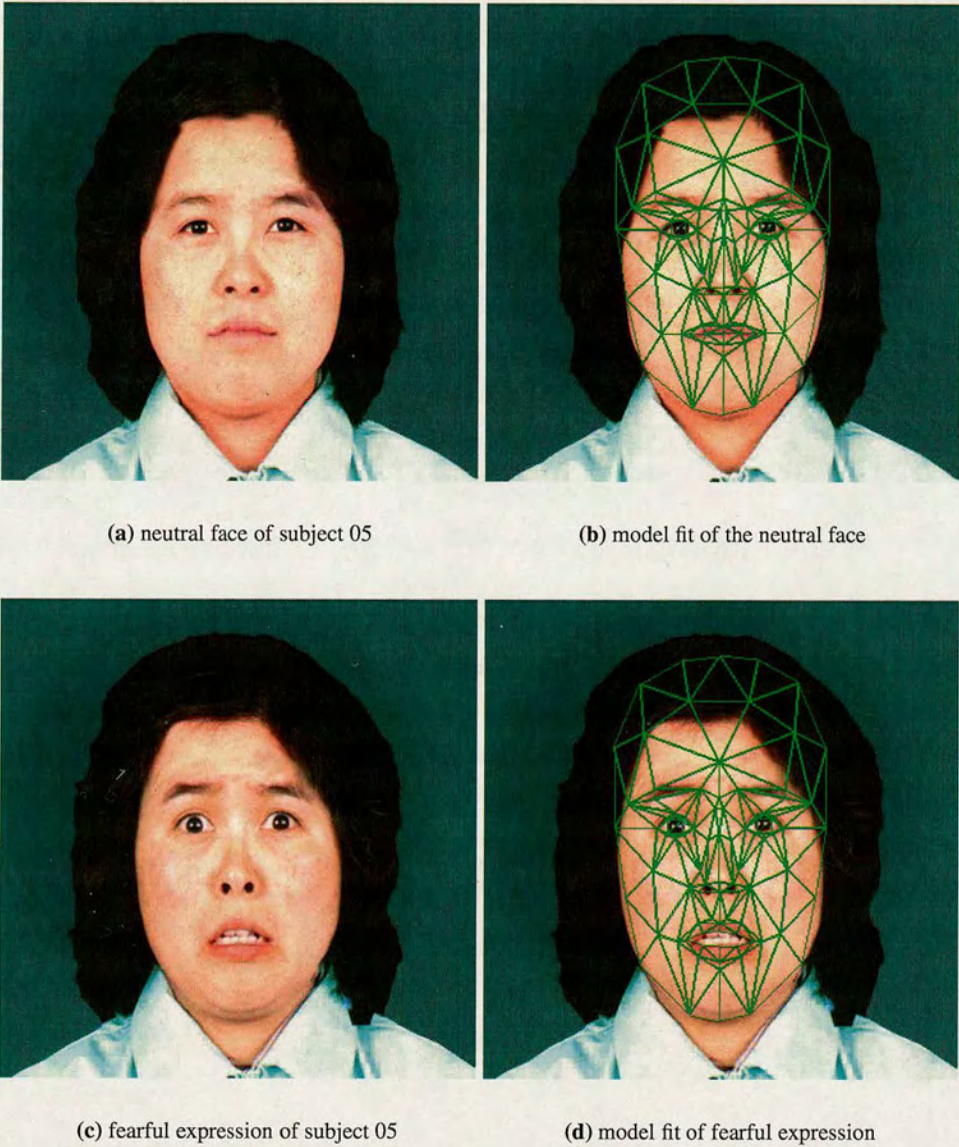 (a) neutral face of subject 05
(b) model fit of the neutral face
(c) fearful expression of subject 05
(d) model fit of fearful expression